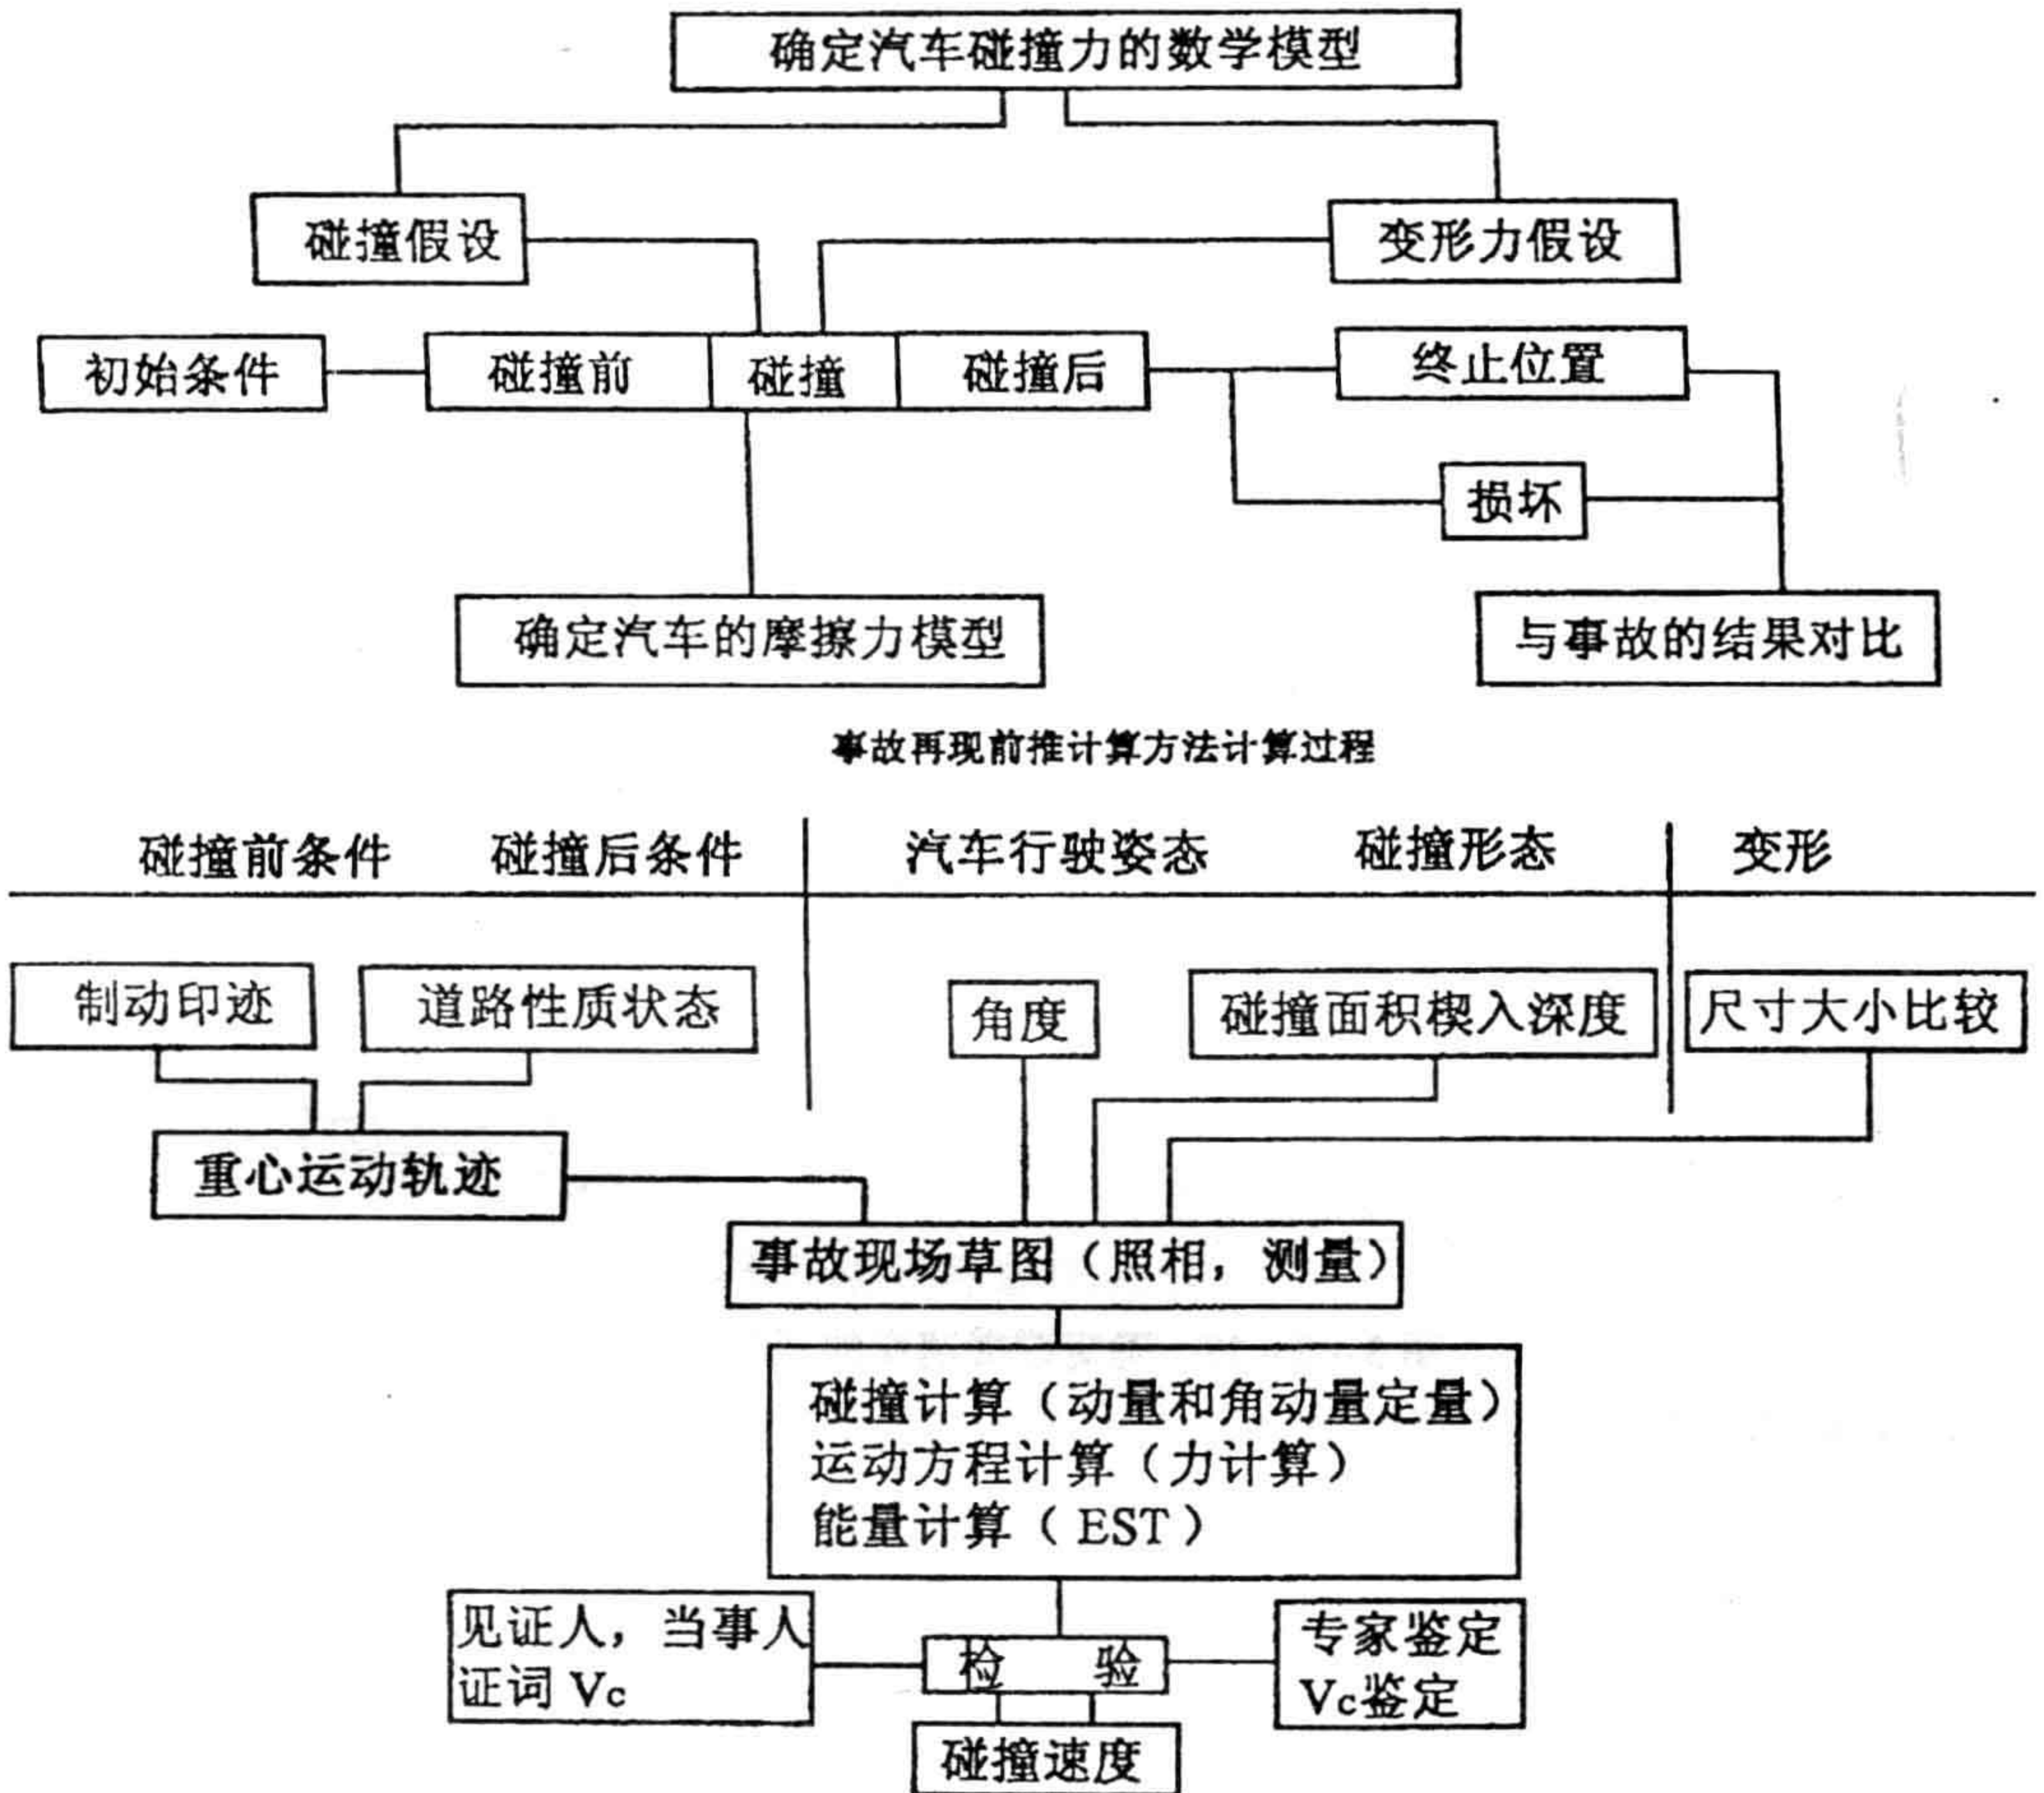 确定汽车碰撞力的数学模型
碰撞假设
变形力假设
初始条件
碰撞前
碰撞
碰撞后
终止位置
损坏
确定汽车的摩擦力模型
与事故的结果对比
事故再现前推计算方法计算过程
碰撞前条件
碰撞后条件
汽车行驶姿态
碰撞形态
变形
制动印迹
道路性质状态
角度
碰撞面积楔入深度
尺寸大小比较
重心运动轨迹
事故现场草图（照相，测量）
碰撞计算（动量和角动量定量）
运动方程计算（力计算）
能量计算（EST）
见证人，当事人
证词 Vc
检 验
专家鉴定
Vc鉴定
碰撞速度